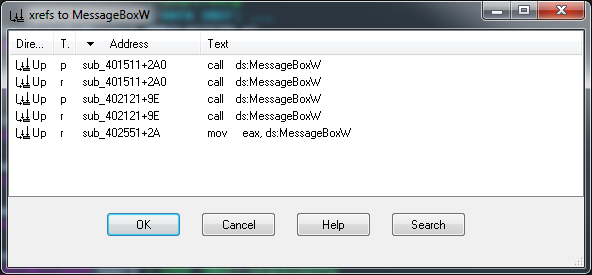 xrefs to MessageBoxW
Dire... T. Address Text
Up p sub_401511+2A0 call ds:MessageBoxW
Up r sub_401511+2A0 call ds:MessageBoxW
Up p sub_402121+9E call ds:MessageBoxW
Up r sub_402121+9E call ds:MessageBoxW
Up r sub_402551+2A mov eax, ds:MessageBoxW
OK Cancel Help Search